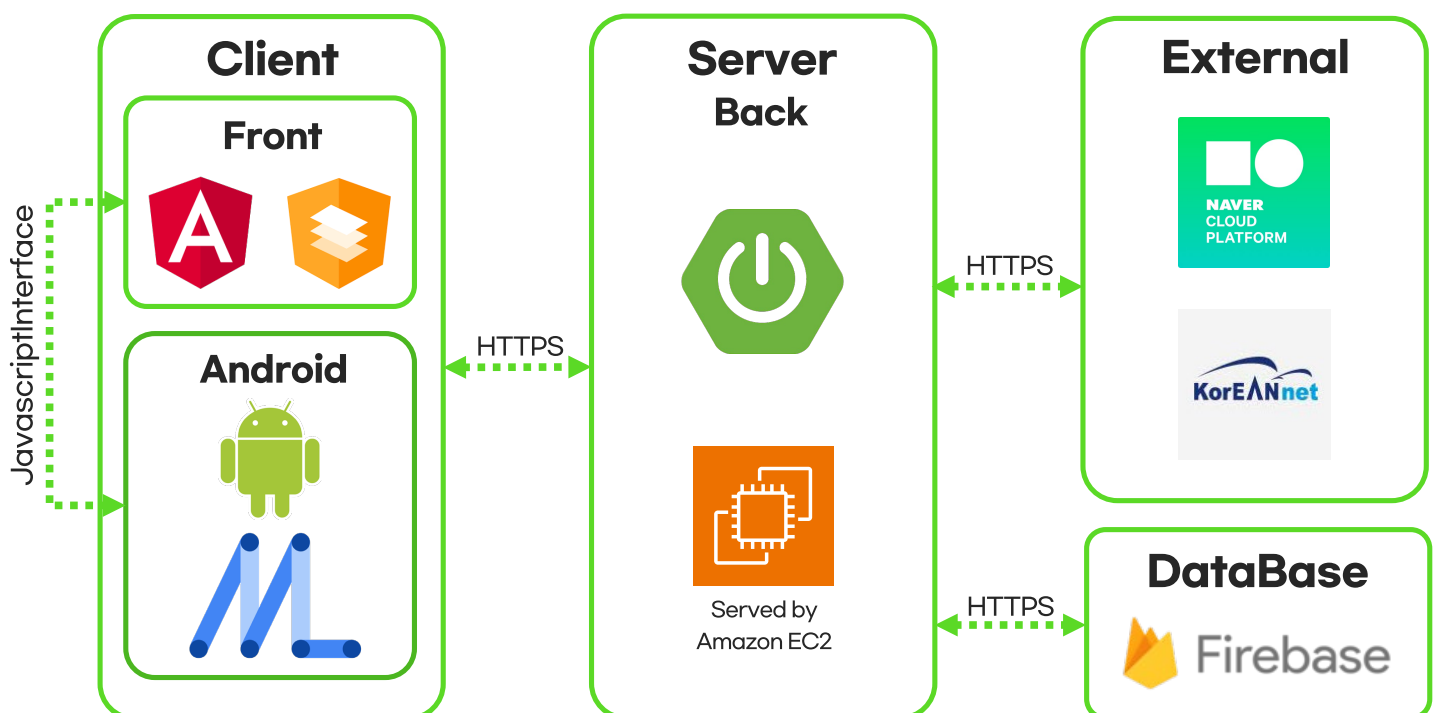 Client
Front
JavascriptInterface
Android
HTTPS
Server
Back
Served by
Amazon EC2
HTTPS
HTTPS
External
NAVER
CLOUD
PLATFORM
KorEANnet
DataBase
Firebase